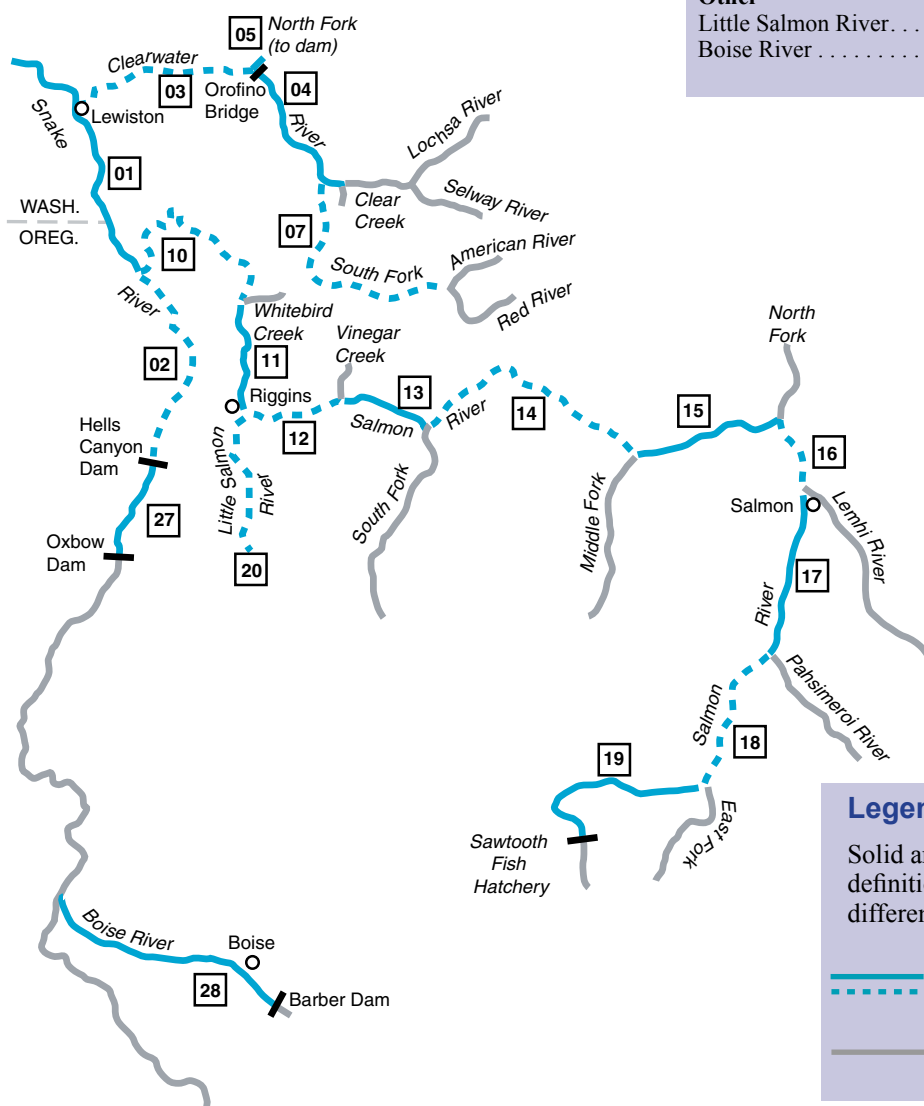 Other
Little Salmon River. . .
Boise River . . . . . . . . .
05
North Fork
(to dam)
Clearwater
03
Orofino
Bridge
04
River
Snake
Lewiston
Lochsa River
01
Selway River
Clear
Creek
WASH.
OREG.
07
10
American River
South Fork
Red River
River
Whitebird
Creek
North
Fork
Vinegar
Creek
02
11
Riggins
13
15
14
Salmon
River
12
16
Hells
Canyon
Dam
Little Salmon
River
South Fork
Middle Fork
Salmon
Lemhi River
27
Oxbow
Dam
20
17
River
Pahsimeroi River
Salmon
18
19
East Fork
Sawtooth
Fish
Hatchery
Legen
Solid a
definiti
differen
Boise River
Boise
28
Barber Dam